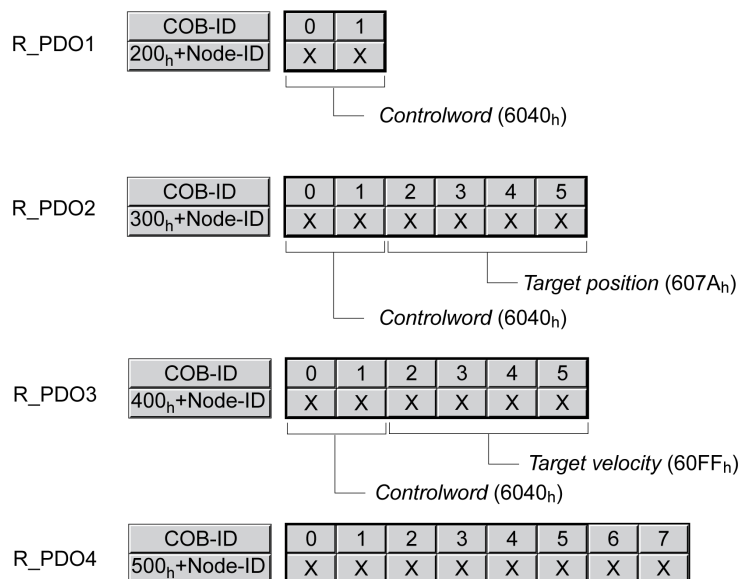 R_PDO1 COB-ID 0 1
200h+Node-ID X X
Controlword (6040h)
R_PDO2 COB-ID 0 1 2 3 4 5
300h+Node-ID X X X X X X
Target position (607Ah)
Controlword (6040h)
R_PDO3 COB-ID 0 1 2 3 4 5
400h+Node-ID X X X X X X
Target velocity (60FFh)
Controlword (6040h)
R_PDO4 COB-ID 0 1 2 3 4 5 6 7
500h+Node-ID X X X X X X X X